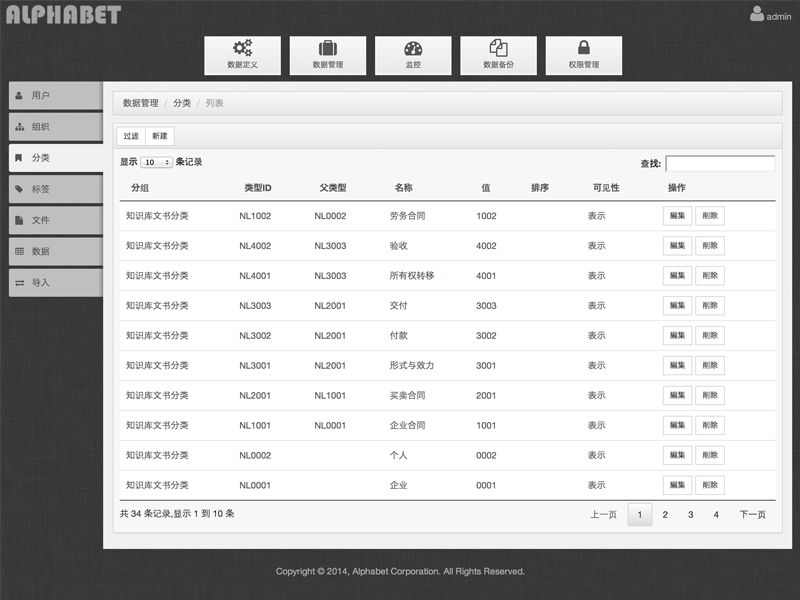 ALPHABET
admin
数据定义 数据管理 监控 数据备份 权限管理
用户
组织
分类
标签
文件
数据
导入
数据管理 / 分类 / 列表
过滤 新建
显示 10 条记录 查找:
分组 类型ID 父类型 名称 值 排序 可见性 操作
知识库文书分类 NL1002 NL0002 劳务合同 1002 表示 編集 削除
知识库文书分类 NL4002 NL3003 验收 4002 表示 編集 削除
知识库文书分类 NL4001 NL3003 所有权转移 4001 表示 編集 削除
知识库文书分类 NL3003 NL2001 交付 3003 表示 編集 削除
知识库文书分类 NL3002 NL2001 付款 3002 表示 編集 削除
知识库文书分类 NL3001 NL2001 形式与效力 3001 表示 編集 削除
知识库文书分类 NL2001 NL1001 买卖合同 2001 表示 編集 削除
知识库文书分类 NL1001 NL0001 企业合同 1001 表示 編集 削除
知识库文书分类 NL0002 个人 0002 表示 編集 削除
知识库文书分类 NL0001 企业 0001 表示 編集 削除
共 34 条记录,显示 1 到 10 条 上一页 1 2 3 4 下一页
Copyright © 2014, Alphabet Corporation. All Rights Reserved.